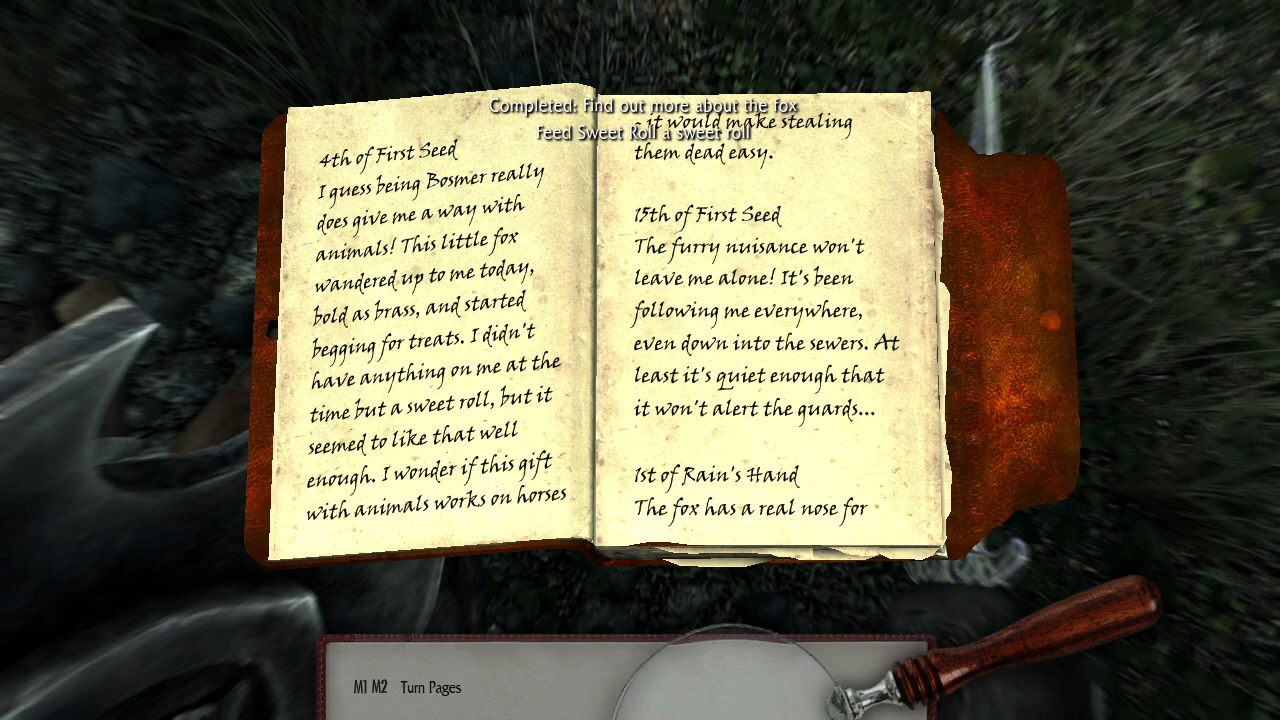 Completed: Find out more about the fox
Feed Sweet Roll a sweet roll
4th of First Seed
I guess being Bosmer really
does give me a way with
animals! This little fox
wandered up to me today,
bold as brass, and started
begging for treats. I didn't
have anything on me at the
time but a sweet roll, but it
seemed to like that well
enough. I wonder if this gift
with animals works on horses
- it would make stealing
them dead easy.
15th of First Seed
The furry nuisance won't
leave me alone! It's been
following me everywhere,
even down into the sewers. At
least it's quiet enough that
it won't alert the guards...
1st of Rain's Hand
The fox has a real nose for
M1 M2 Turn Pages